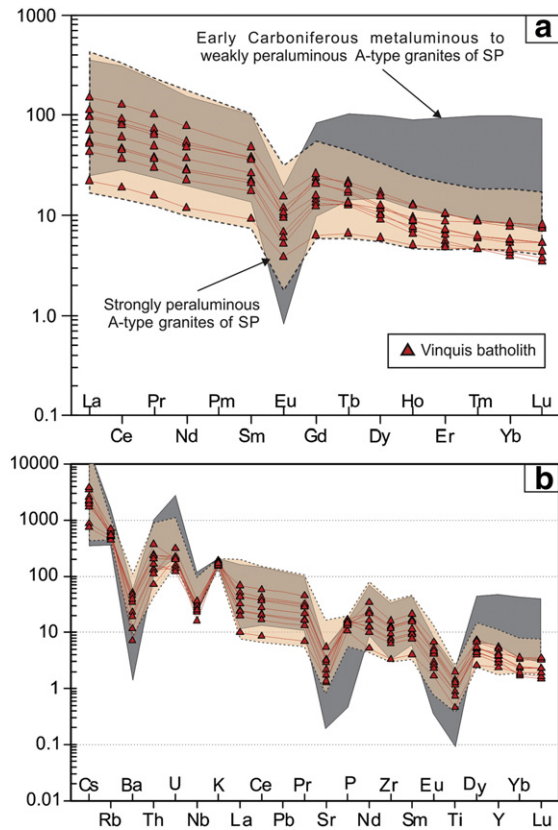 a
Early Carboniferous metaluminous to
weakly peraluminous A-type granites of SP
1000
100
10
1.0
0.1
Strongly peraluminous
A-type granites of SP
Vinquis batholith
La Pr Pm Eu Tb Ho Tm Lu
Ce Nd Sm Gd Dy Er Yb
b
10000
1000
100
10
1
0.1
0.01
Cs Ba U K Ce Pr P Zr Eu Dy Yb
Rb Th Nb La Pb Sr Nd Sm Ti Y Lu